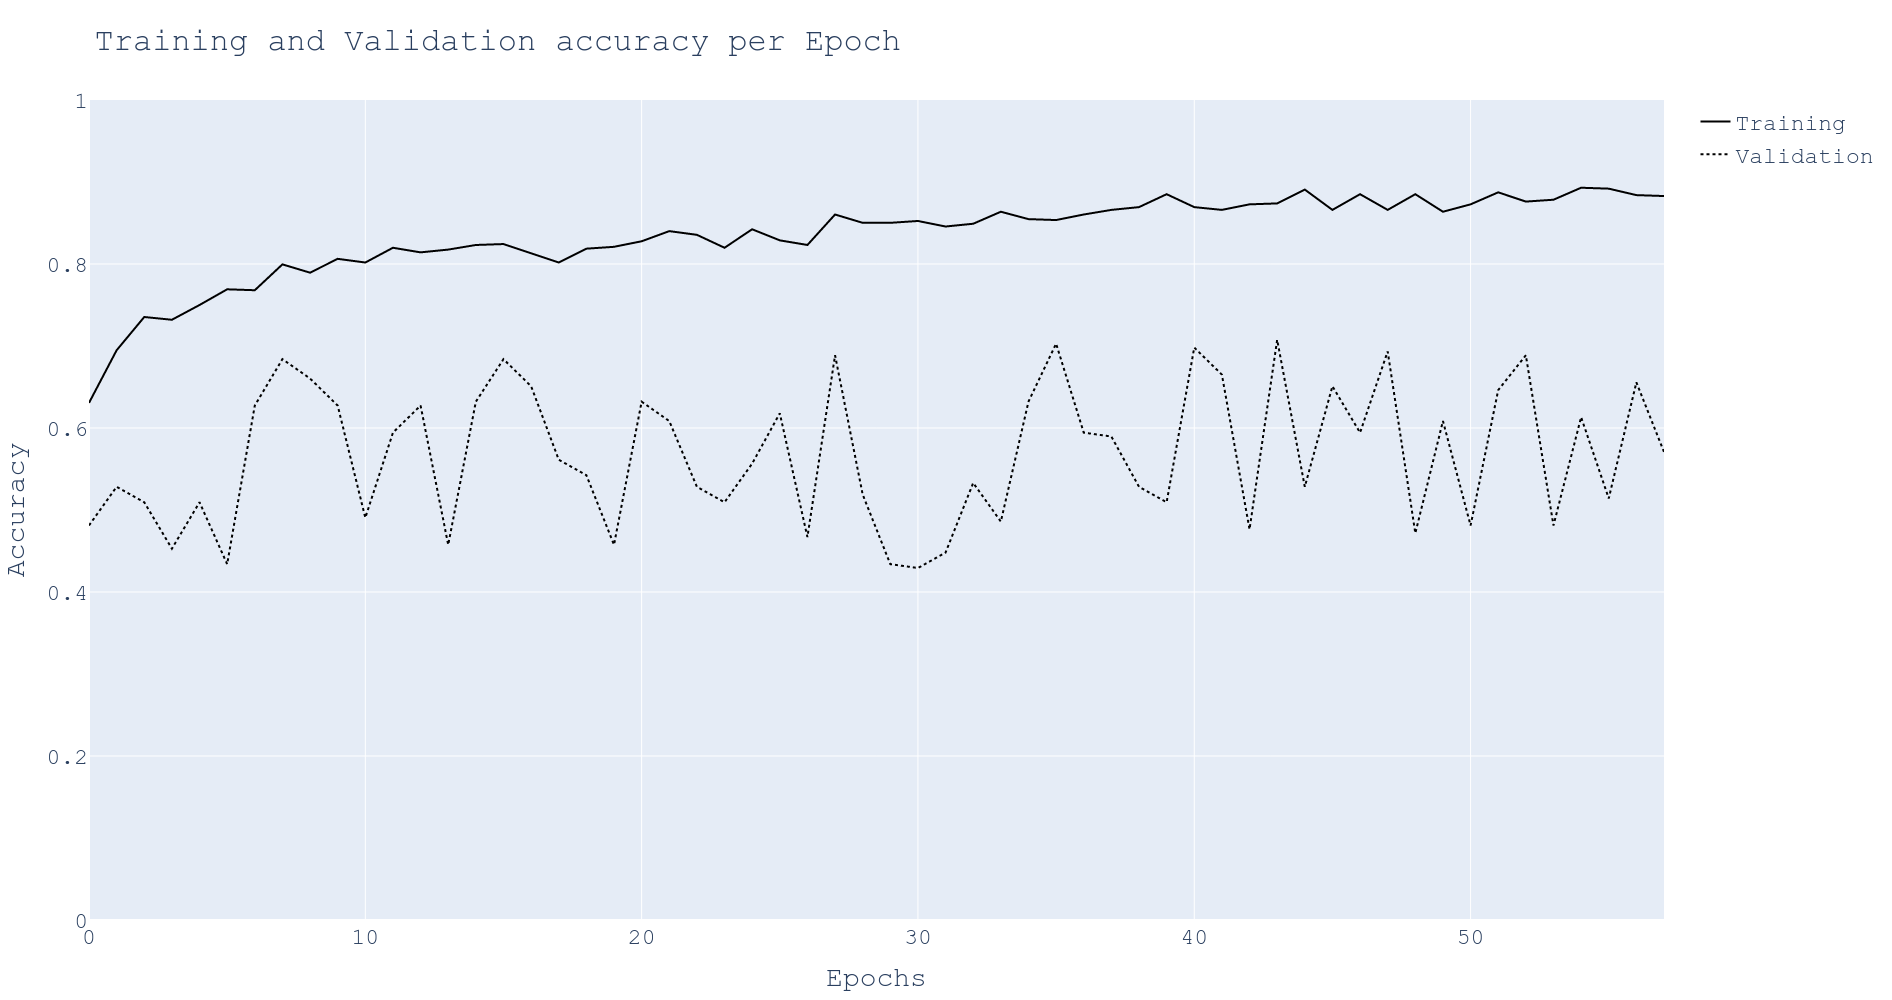 Training and Validation accuracy per Epoch
1
0.8
0.6
0.4
0.2
0
Accuracy
0 10 20 30 40 50
Epochs
Training
Validation